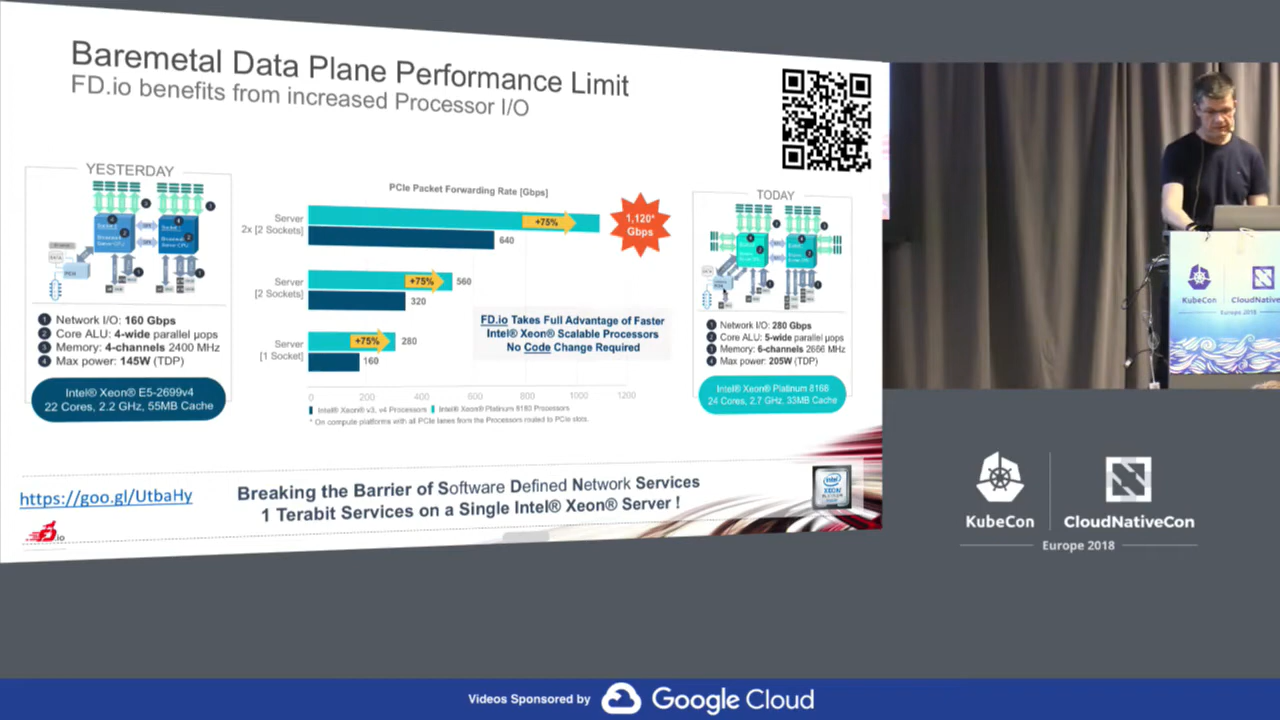 Baremetal Data Plane Performance Limit
FD.io benefits from increased Processor I/O
YESTERDAY
1 Network I/O: 160 Gbps
2 Core ALU: 4-wide parallel µops
3 Memory: 4-channels 2400 MHz
4 Max power: 145W (TDP)
Intel® Xeon® E5-2699v4
22 Cores, 2.2 GHz, 55MB Cache
PCIe Packet Forwarding Rate [Gbps]
Server
2x [2 Sockets]
+75%
1,120*
Gbps
640
Server
[2 Sockets]
+75%
560
320
Server
[1 Socket]
+75%
280
160
FD.io Takes Full Advantage of Faster
Intel® Xeon® Scalable Processors
No Code Change Required
0 200 400 600 800 1000 1200
Intel® Xeon® v3, v4 Processors Intel® Xeon® Platinum 8180 Processors
* On compute platforms with all PCIe lanes from the Processors routed to PCIe slots.
TODAY
1 Network I/O: 280 Gbps
2 Core ALU: 5-wide parallel µops
3 Memory: 6-channels 2666 MHz
4 Max power: 205W (TDP)
Intel® Xeon® Platinum 8168
24 Cores, 2.7 GHz, 33MB Cache
https://goo.gl/UtbaHy
Breaking the Barrier of Software Defined Network Services
1 Terabit Services on a Single Intel® Xeon® Server !
.io
intel
XEON
KubeCon
CloudNative
Europe 2018
KubeCon
CloudNativeCon
Europe 2018
Videos Sponsored by
Google Cloud